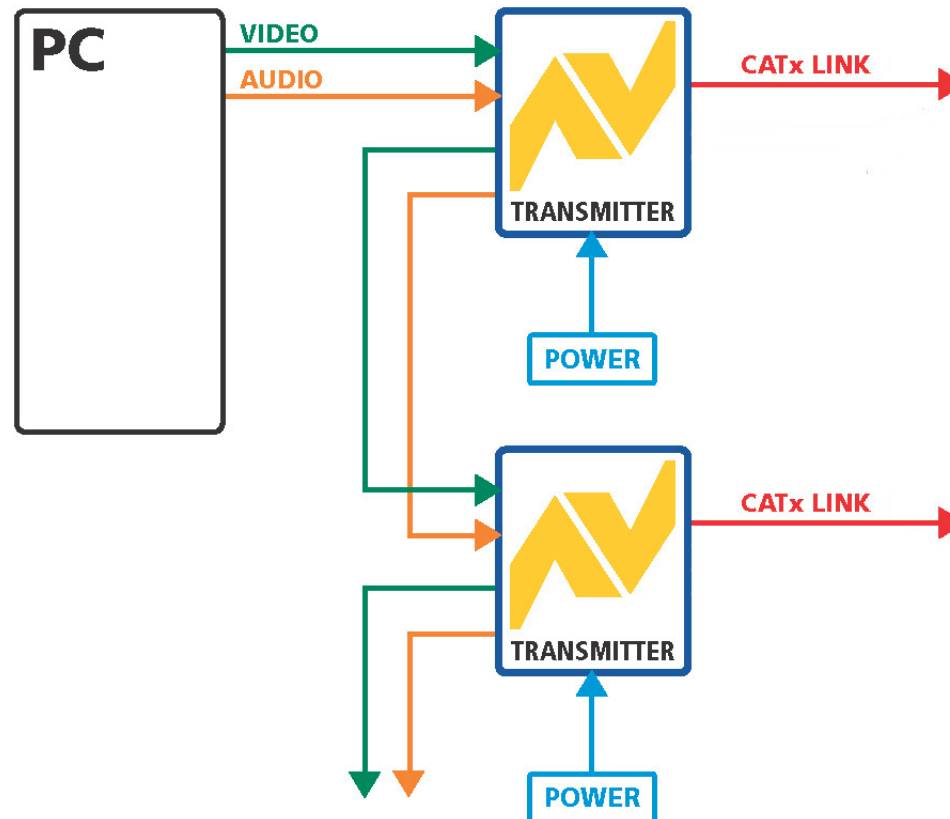 PC
VIDEO
AUDIO
CATx LINK
TRANSMITTER
POWER
CATx LINK
TRANSMITTER
POWER